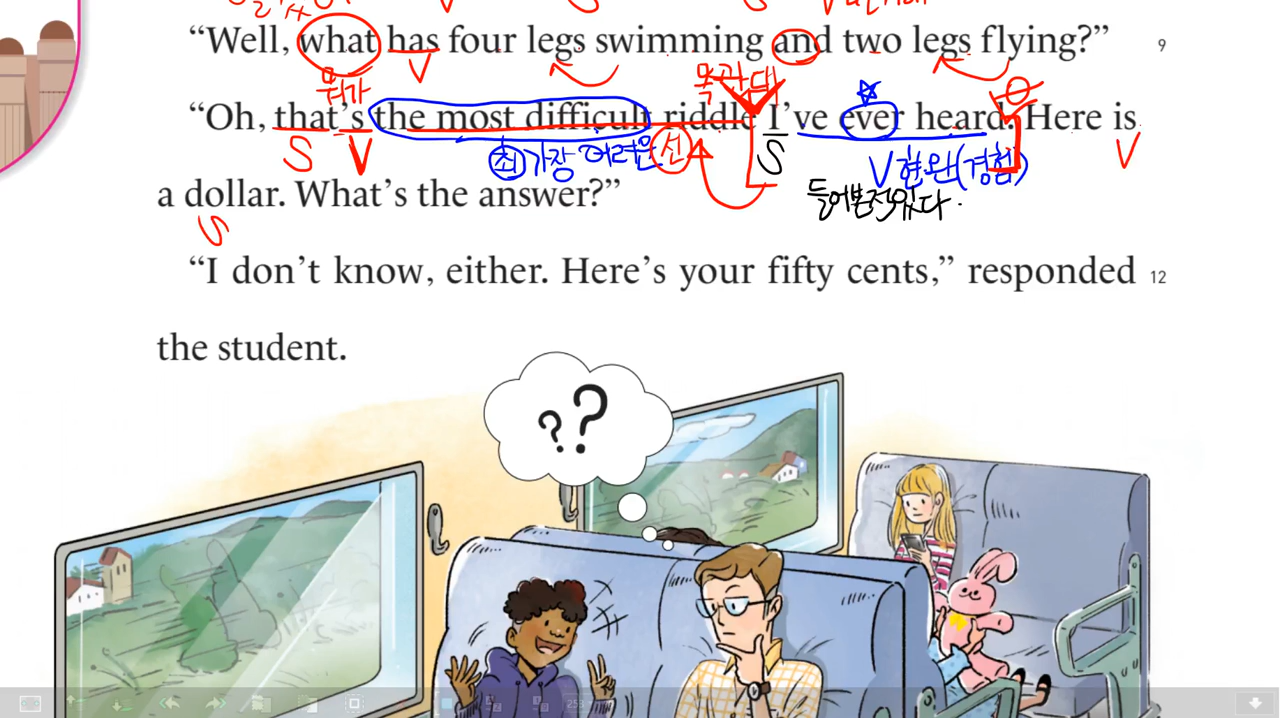 “Well, what has four legs swimming and two legs flying?” 9
V
뭐가 목관대
“Oh, that’s the most difficult riddle I’ve ever heard. Here is
S V 최 가장 어려운 선 S V 현완(경험) V
a dollar. What’s the answer?” 들어본적있다.
S
“I don’t know, either. Here’s your fifty cents,” responded 12
the student.
? ?